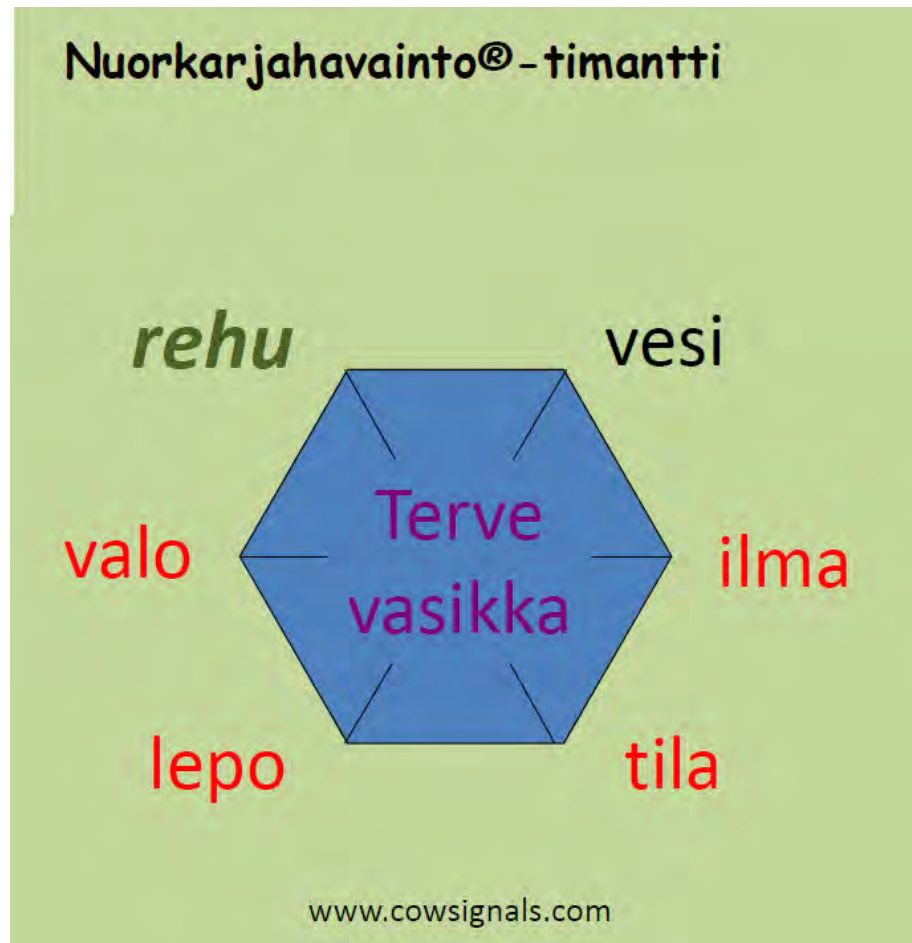 Nuorkarjahavainto®-timantti
rehu
vesi
Terve
valo
ilma
vasikka
lepo
tila
www.cowsignals.com